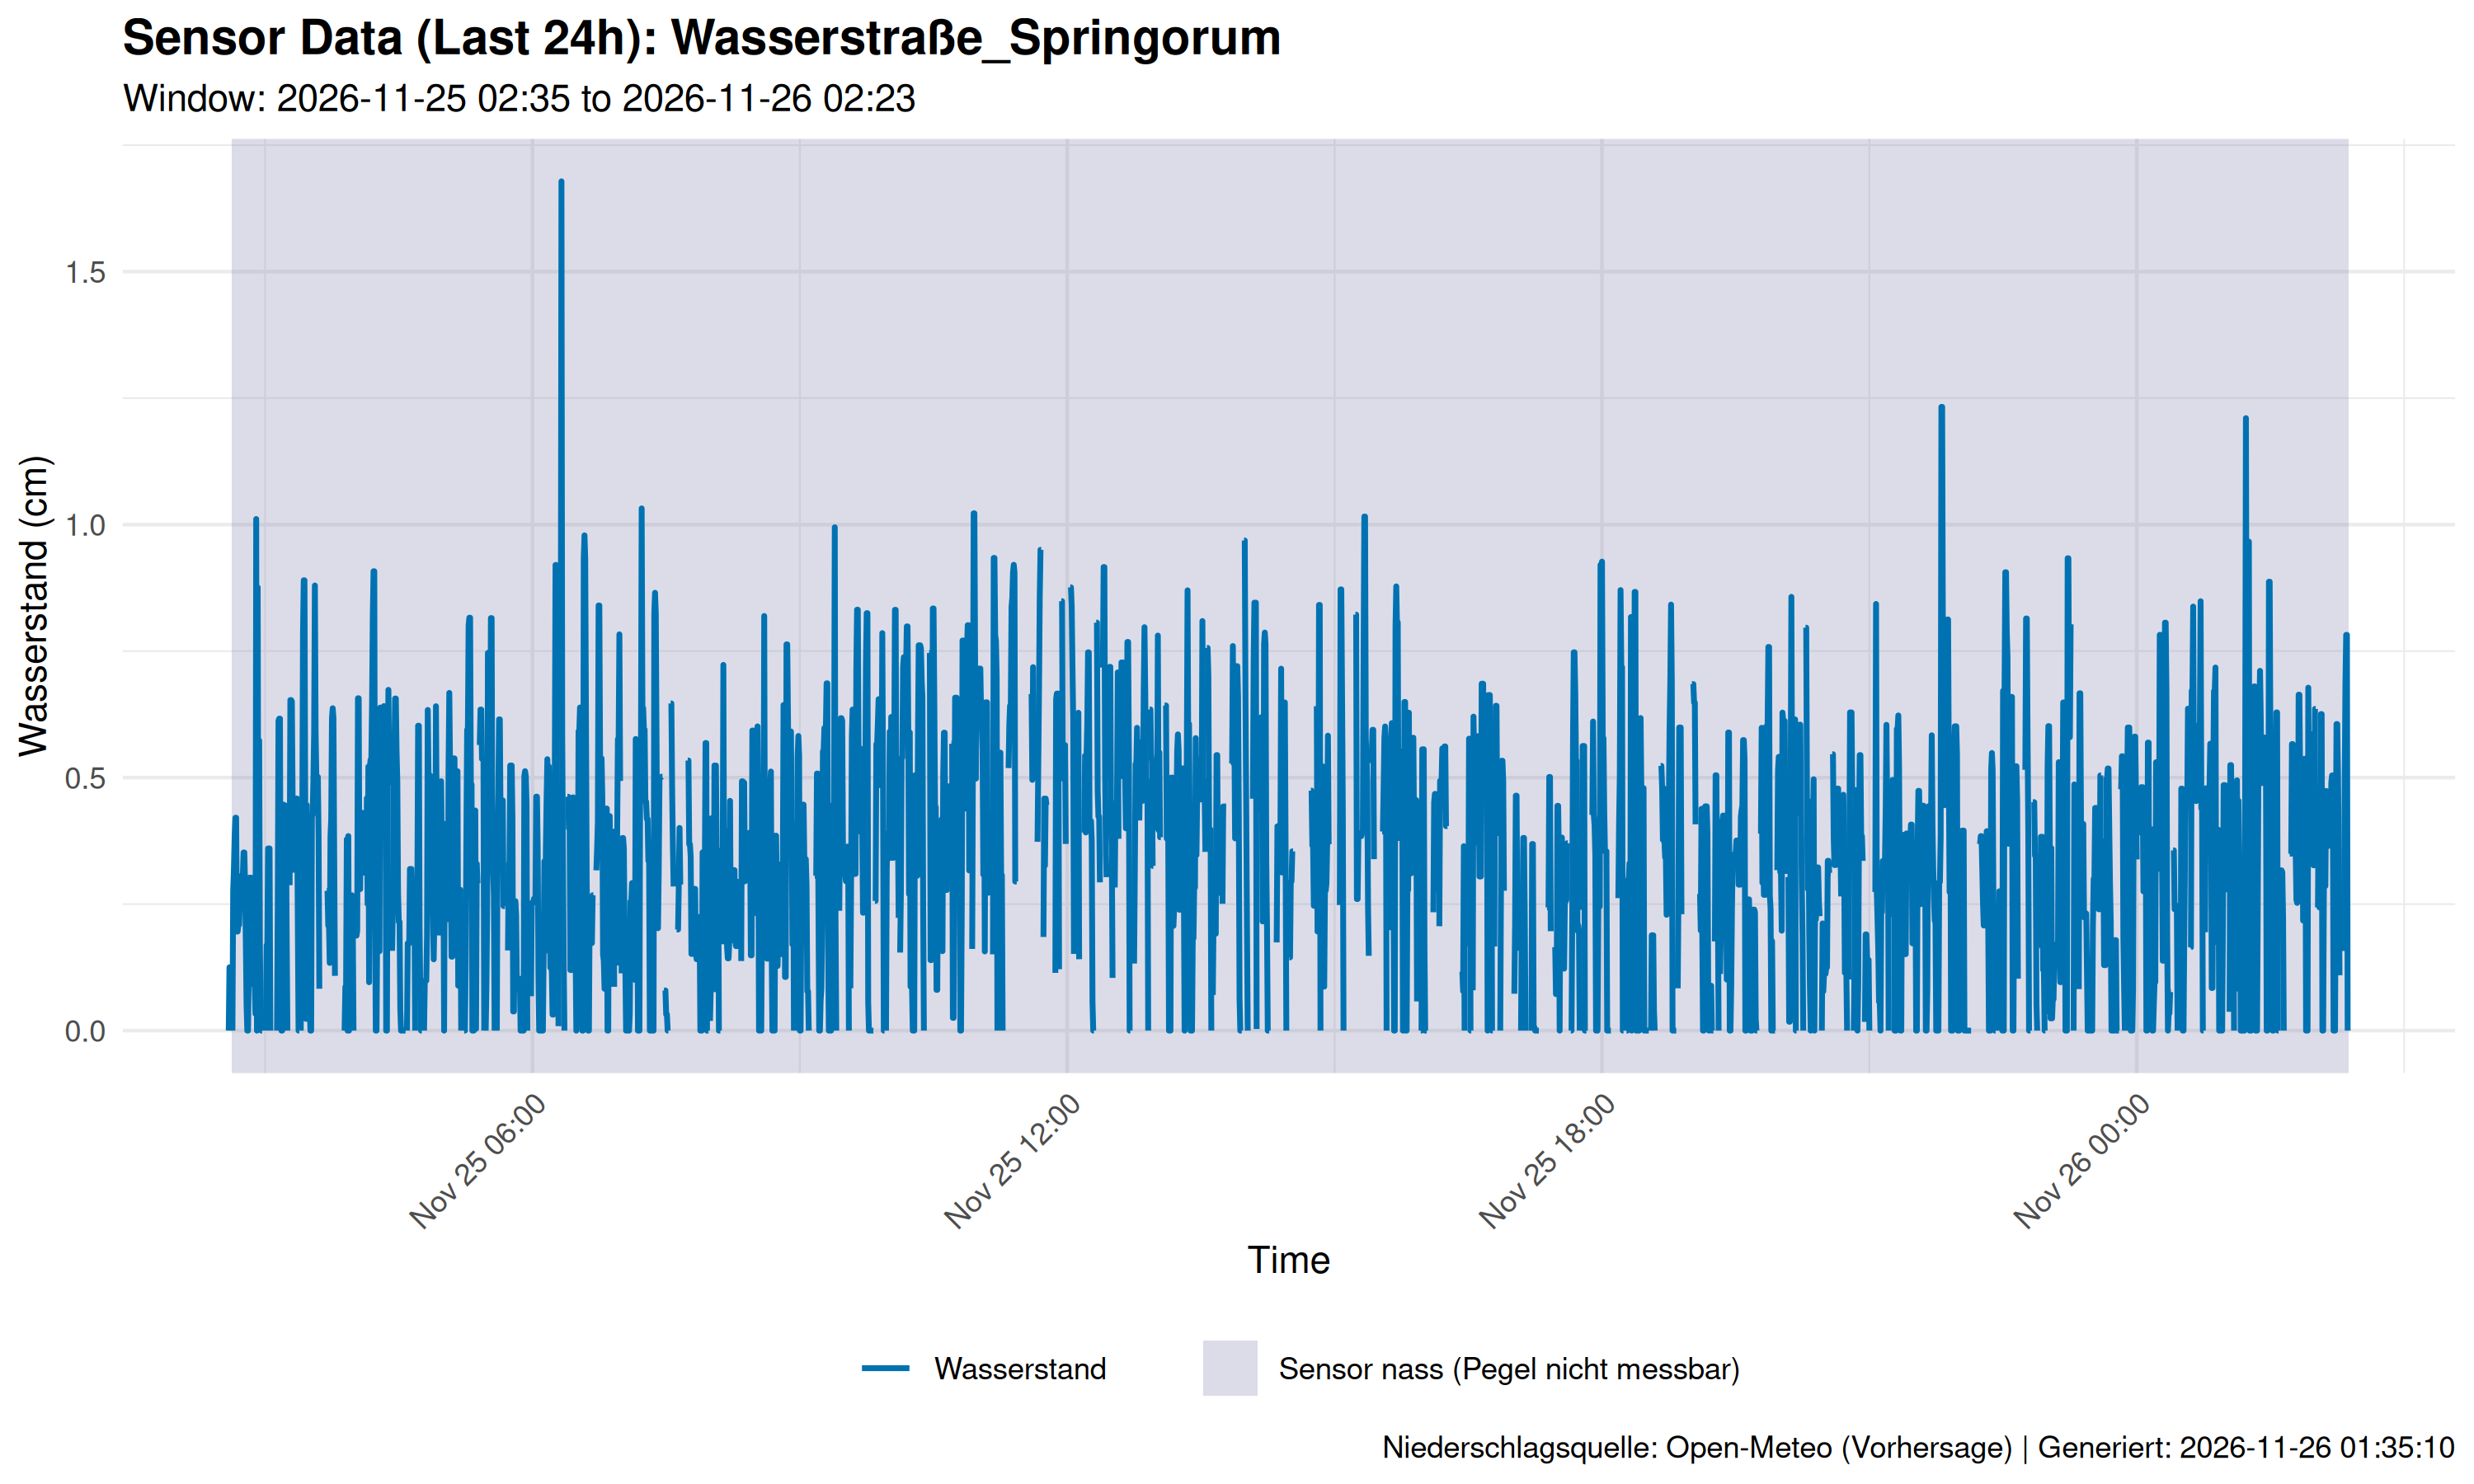 Sensor Data (Last 24h): Wasserstraße_Springorum
Window: 2026-11-25 02:35 to 2026-11-26 02:23
Wasserstand (cm)
1.5
1.0
0.5
0.0
Nov 25 06:00
Nov 25 12:00
Nov 25 18:00
Nov 26 00:00
Time
Wasserstand
Sensor nass (Pegel nicht messbar)
Niederschlagsquelle: Open-Meteo (Vorhersage) | Generiert: 2026-11-26 01:35:10